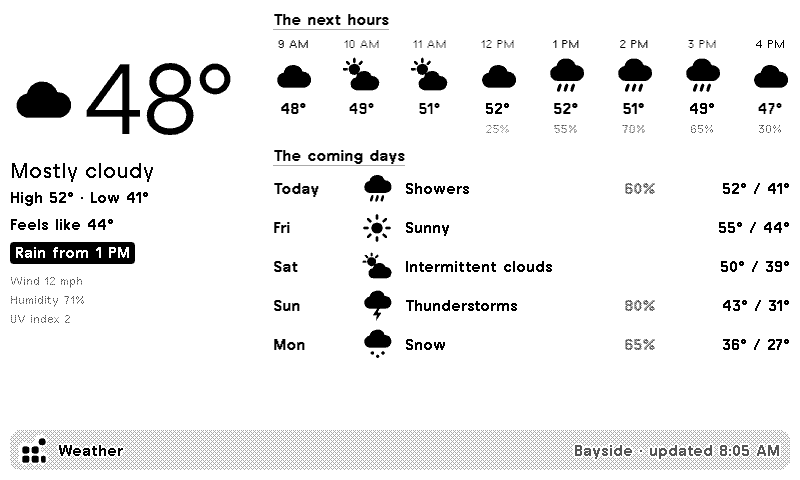 48°
Mostly cloudy
High 52° · Low 41°
Feels like 44°
Rain from 1 PM
Wind 12 mph
Humidity 71%
UV index 2
The next hours
9 AM 10 AM 11 AM 12 PM 1 PM 2 PM 3 PM 4 PM
48° 49° 51° 52° 52° 51° 49° 47°
25% 55% 70% 65% 30%
The coming days
Today Showers 60% 52° / 41°
Fri Sunny 55° / 44°
Sat Intermittent clouds 50° / 39°
Sun Thunderstorms 80% 43° / 31°
Mon Snow 65% 36° / 27°
Weather Bayside · updated 8:05 AM